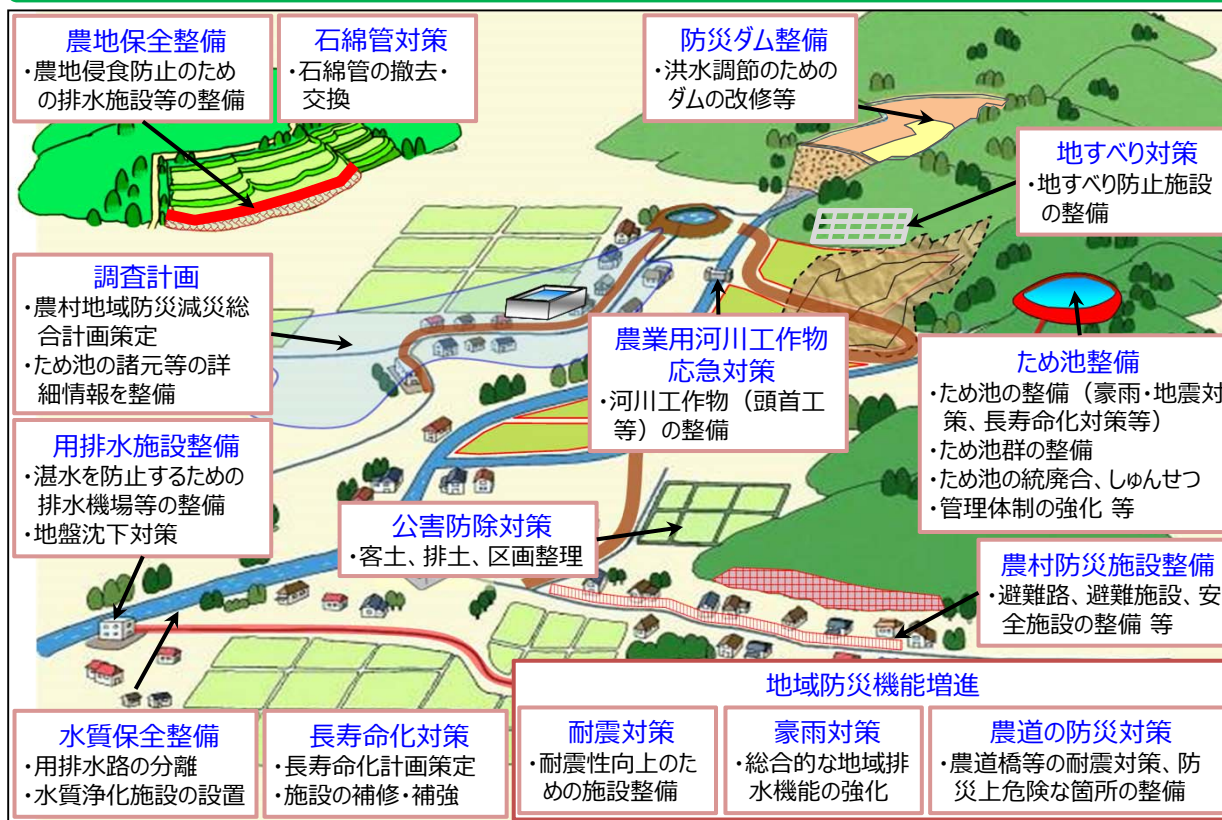 農地保全整備
・農地侵食防止のため
の排水施設等の整備
石綿管対策
・石綿管の撤去・
交換
防災ダム整備
・洪水調節のための
ダムの改修等
地すべり対策
・地すべり防止施設
の整備
調査計画
・農村地域防災減災総
合計画策定
・ため池の諸元等の詳
細情報を整備
農業用河川工作物
応急対策
・河川工作物（頭首工
等）の整備
ため池整備
・ため池の整備（豪雨・地震対
策、長寿命化対策等）
・ため池群の整備
・ため池の統廃合、しゅんせつ
・管理体制の強化 等
用排水施設整備
・湛水を防止するための
排水機場等の整備
・地盤沈下対策
公害防除対策
・客土、排土、区画整理
農村防災施設整備
・避難路、避難施設、安
全施設の整備 等
水質保全整備
・用排水路の分離
・水質浄化施設の設置
長寿命化対策
・長寿命化計画策定
・施設の補修・補強
地域防災機能増進
耐震対策
・耐震性向上のた
めの施設整備
豪雨対策
・総合的な地域排
水機能の強化
農道の防災対策
・農道橋等の耐震対策、防
災上危険な箇所の整備